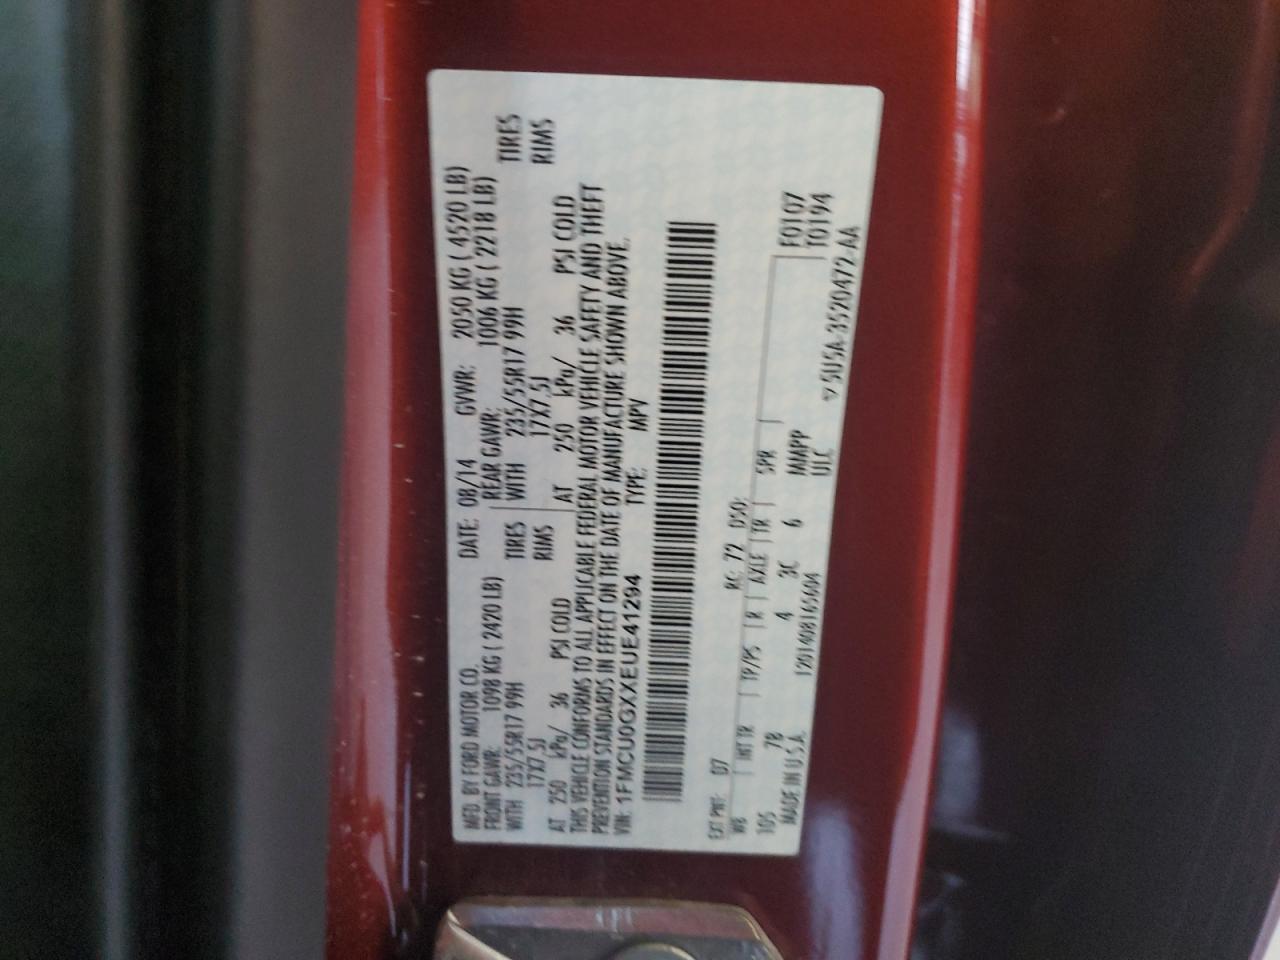 MFD. BY FORD MOTOR CO.
DATE: 08/14 GVWR: 2050 KG ( 4520 LB)
FRONT GAWR: 1098 KG ( 2420 LB) REAR GAWR: 1006 KG ( 2218 LB)
WITH 235/55R17 99H TIRES WITH 235/55R17 99H TIRES
17X7.5J RIMS 17X7.5J RIMS
AT 250 kPa/ 36 PSI COLD AT 250 kPa/ 36 PSI COLD
THIS VEHICLE CONFORMS TO ALL APPLICABLE FEDERAL MOTOR VEHICLE SAFETY AND THEFT
PREVENTION STANDARDS IN EFFECT ON THE DATE OF MANUFACTURE SHOWN ABOVE.
VIN: 1FMCU0GXXEUE41294 TYPE: MPV
EXT PNT: D7 RC: 72 DSO: F0107
WB INT TR TP/PS R AXLE TR SPR T0194
105 7B 4 3C 6 MMPP
MADE IN U.S.A. 1201408165604 ULC
5U5A-3520472-AA